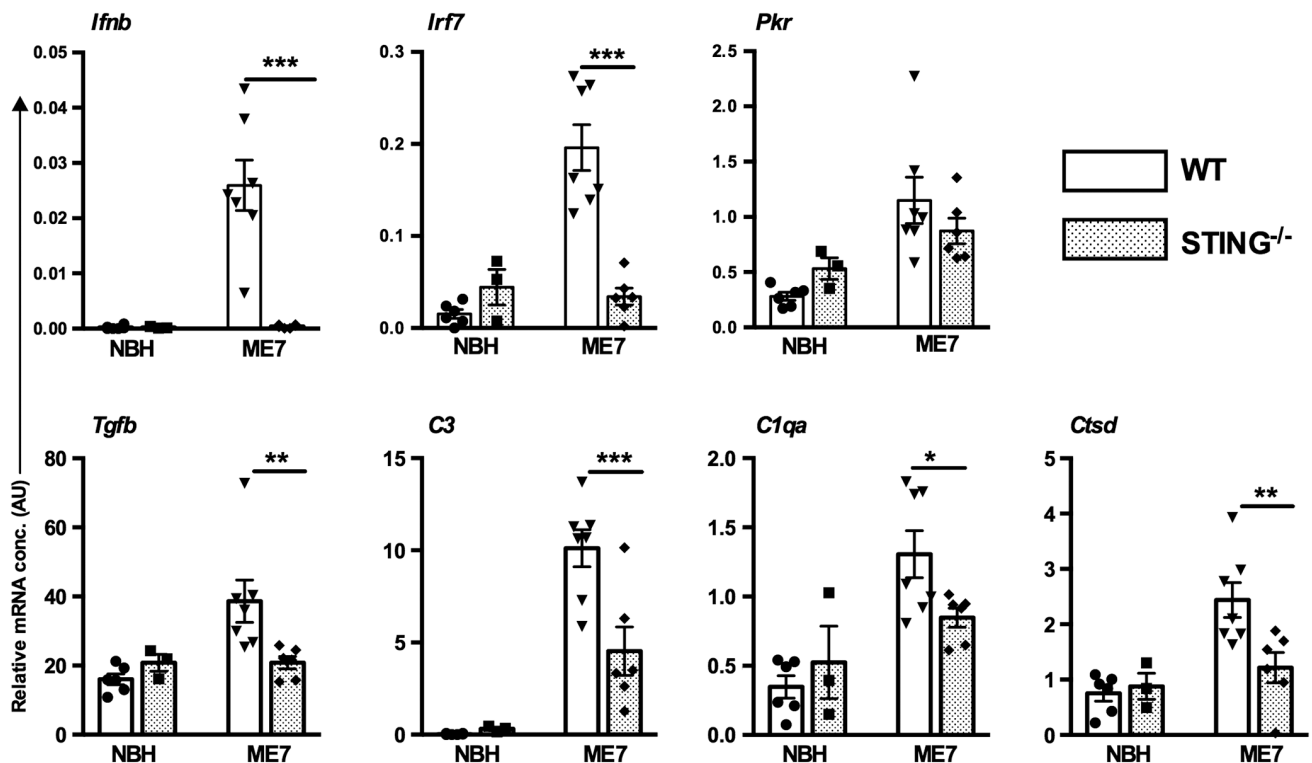 Ifnb
Irf7
Pkr
0.05
0.04
0.03
0.02
0.01
0.00
***
NBH
ME7
0.3
0.2
0.1
0.0
***
NBH
ME7
2.5
2.0
1.5
1.0
0.5
0.0
NBH
ME7
WT
STING-/-
Relative mRNA conc. (AU)
Tgfb
C3
C1qa
Ctsd
80
60
40
20
0
**
NBH
ME7
15
10
5
0
***
NBH
ME7
2.0
1.5
1.0
0.5
0.0
*
NBH
ME7
5
4
3
2
1
0
**
NBH
ME7